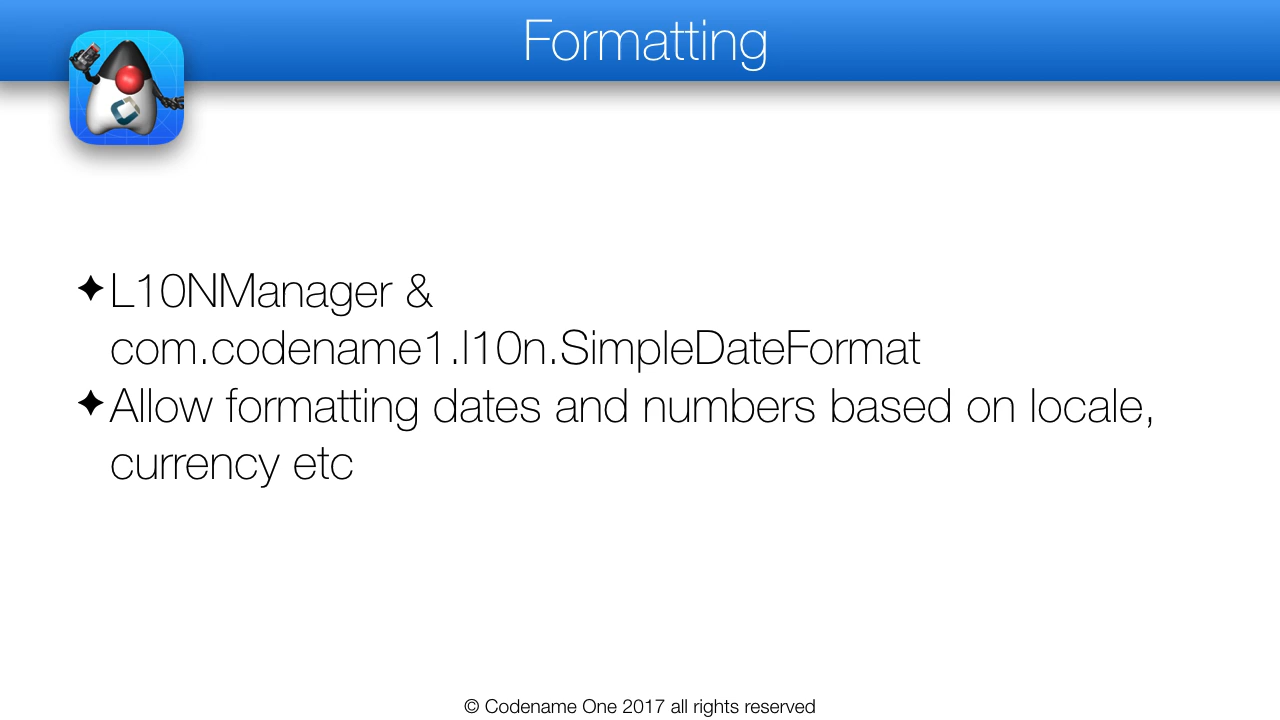 Formatting
✦L10NManager &
com.codename1.l10n.SimpleDateFormat
✦Allow formatting dates and numbers based on locale,
currency etc
© Codename One 2017 all rights reserved